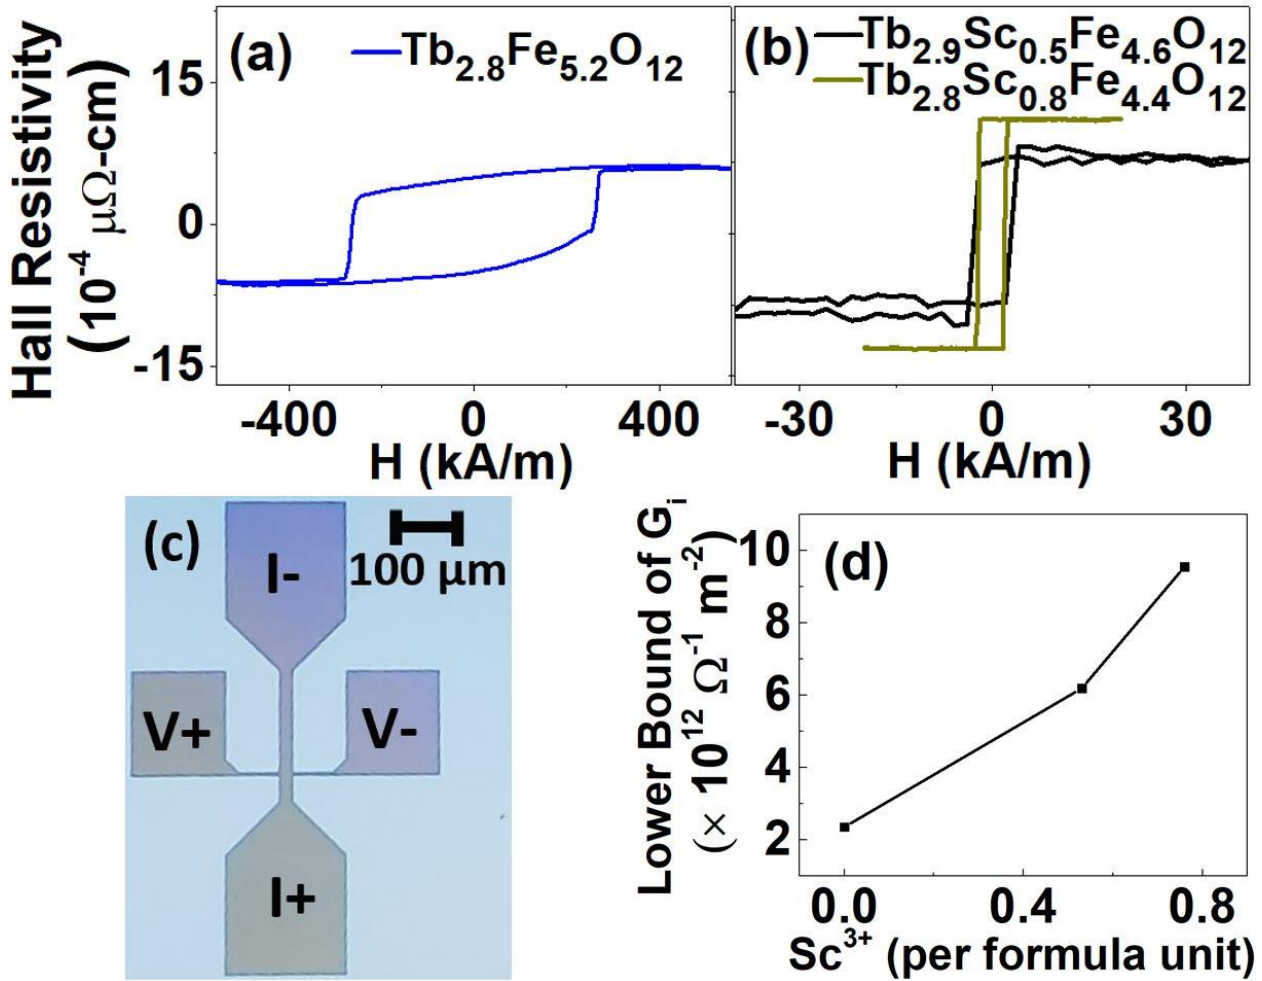 Hall Resistivity
(10⁻⁴ μΩ-cm)
(a)
Tb₂.₈Fe₅.₂O₁₂
15
0
-15
-400
0
400
H (kA/m)
(b)
Tb₂.₉Sc₀.₅Fe₄.₆O₁₂
Tb₂.₈Sc₀.₈Fe₄.₄O₁₂
-30
0
30
H (kA/m)
(c)
100 μm
I-
V+
V-
I+
Lower Bound of Gᵢ
(× 10¹² Ω⁻¹ m⁻²)
(d)
10
8
6
4
2
0.0
0.4
0.8
Sc³⁺ (per formula unit)